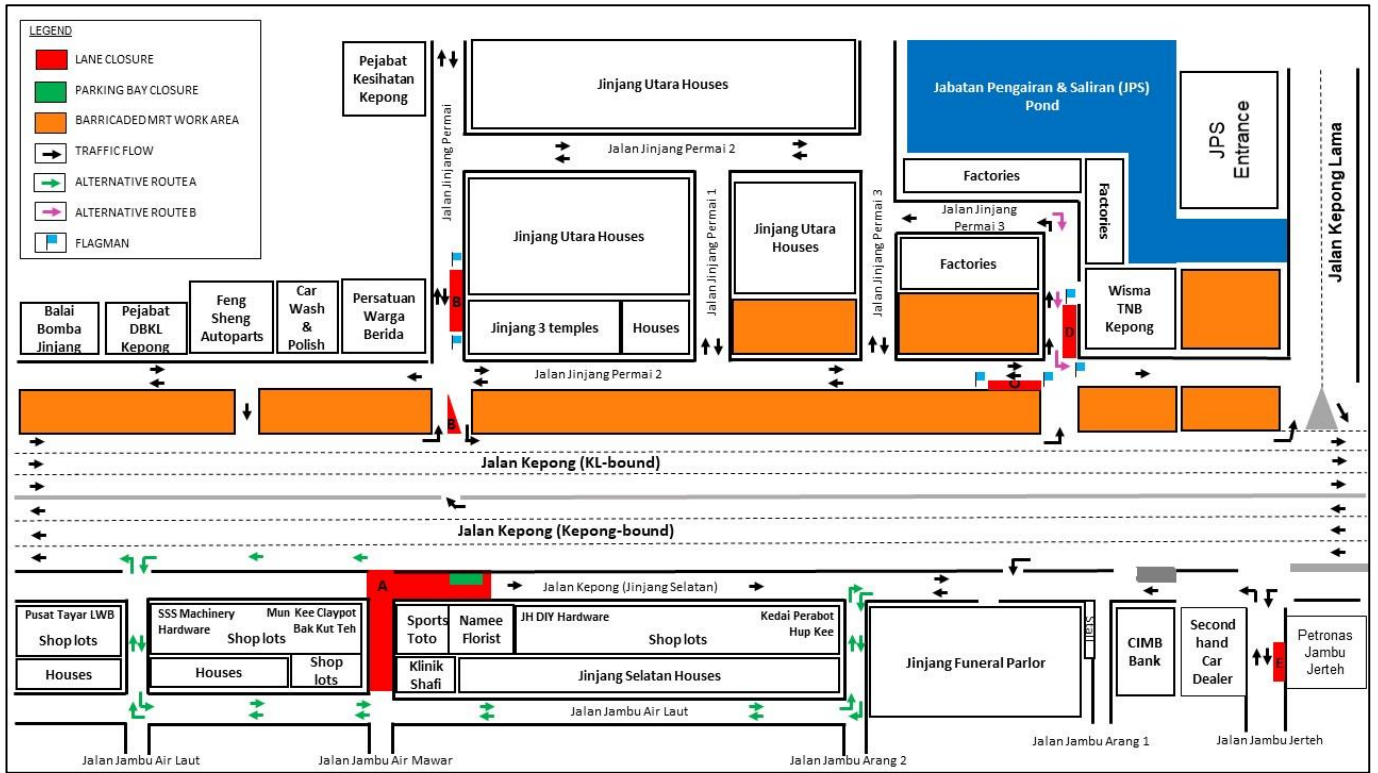 LEGEND
LANE CLOSURE
PARKING BAY CLOSURE
BARRICADED MRT WORK AREA
TRAFFIC FLOW
ALTERNATIVE ROUTE A
ALTERNATIVE ROUTE B
FLAGMAN
Pejabat
Kesihatan
Kepong
Jalan Jinjang Permai
Jinjang Utara Houses
Jalan Jinjang Permai 2
Jabatan Pengairan & Saliran (JPS)
Pond
JPS
Entrance
Jalan Kepong Lama
Factories
Factories
Jalan Jinjang
Permai 3
Jinjang Utara Houses
Jalan Jinjang Permai 1
Jinjang Utara
Houses
Jalan Jinjang Permai 3
Factories
Balai
Bomba
Jinjang
Pejabat
DBKL
Kepong
Feng
Sheng
Autoparts
Car
Wash
&
Polish
Persatuan
Warga
Berida
B
Jinjang 3 temples
Houses
D
Wisma
TNB
Kepong
Jalan Jinjang Permai 2
C
B
Jalan Kepong (KL-bound)
Jalan Kepong (Kepong-bound)
A
Jalan Kepong (Jinjang Selatan)
Pusat Tayar LWB
Shop lots
Houses
SSS Machinery
Hardware
Mun Kee Claypot
Bak Kut Teh
Shop lots
Houses
Shop
lots
Sports
Toto
Namee
Florist
JH DIY Hardware
Kedai Perabot
Hup Kee
Shop lots
Klinik
Shafi
Jinjang Selatan Houses
Jinjang Funeral Parlor
Stall
CIMB
Bank
Second
hand
Car
Dealer
E
Petronas
Jambu
Jerteh
Jalan Jambu Air Laut
Jalan Jambu Air Laut
Jalan Jambu Air Mawar
Jalan Jambu Arang 2
Jalan Jambu Arang 1
Jalan Jambu Jerteh